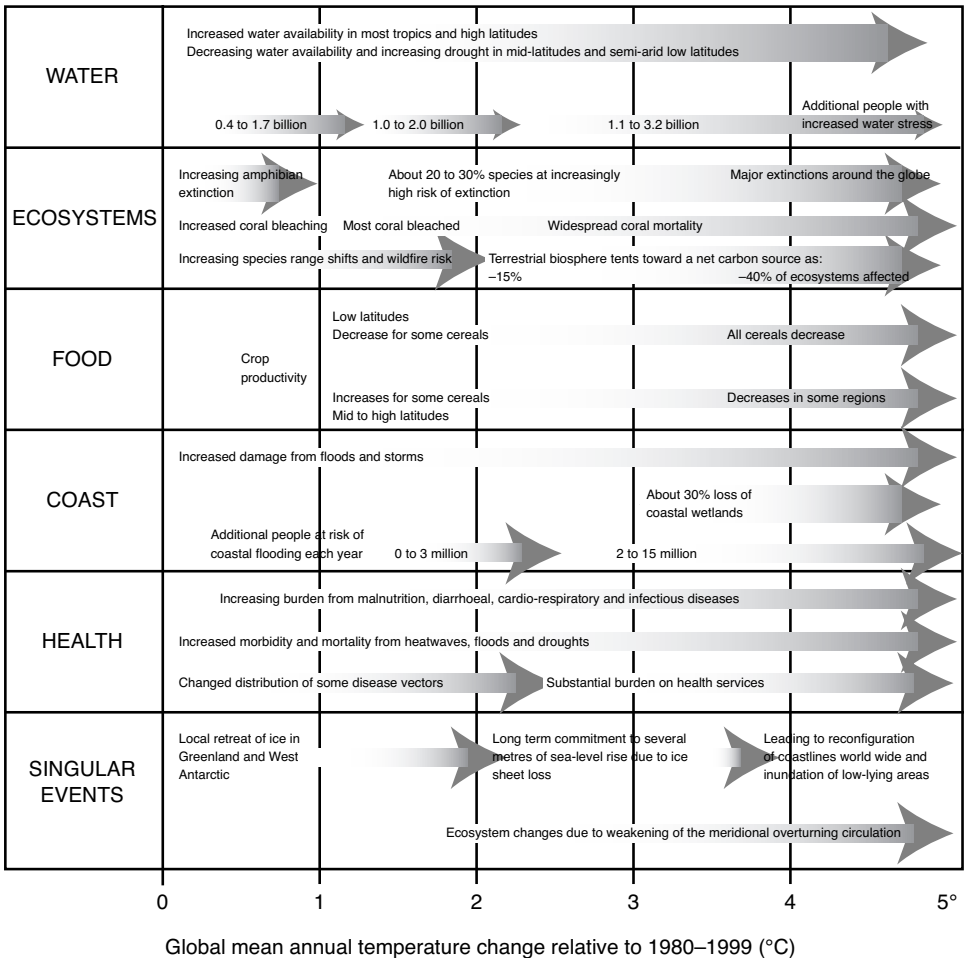 WATER
Increased water availability in most tropics and high latitudes
Decreasing water availability and increasing drought in mid-latitudes and semi-arid low latitudes
0.4 to 1.7 billion
1.0 to 2.0 billion
1.1 to 3.2 billion
Additional people with
increased water stress
ECOSYSTEMS
Increasing amphibian
extinction
About 20 to 30% species at increasingly
high risk of extinction
Major extinctions around the globe
Increased coral bleaching
Most coral bleached
Widespread coral mortality
Increasing species range shifts and wildfire risk
Terrestrial biosphere tents toward a net carbon source as:
–15%
–40% of ecosystems affected
FOOD
Crop
productivity
Low latitudes
Decrease for some cereals
All cereals decrease
Increases for some cereals
Mid to high latitudes
Decreases in some regions
COAST
Increased damage from floods and storms
About 30% loss of
coastal wetlands
Additional people at risk of
coastal flooding each year
0 to 3 million
2 to 15 million
HEALTH
Increasing burden from malnutrition, diarrhoeal, cardio-respiratory and infectious diseases
Increased morbidity and mortality from heatwaves, floods and droughts
Changed distribution of some disease vectors
Substantial burden on health services
SINGULAR
EVENTS
Local retreat of ice in
Greenland and West
Antarctic
Long term commitment to several
metres of sea-level rise due to ice
sheet loss
Leading to reconfiguration
of coastlines world wide and
inundation of low-lying areas
Ecosystem changes due to weakening of the meridional overturning circulation
0 1 2 3 4 5°
Global mean annual temperature change relative to 1980–1999 (°C)